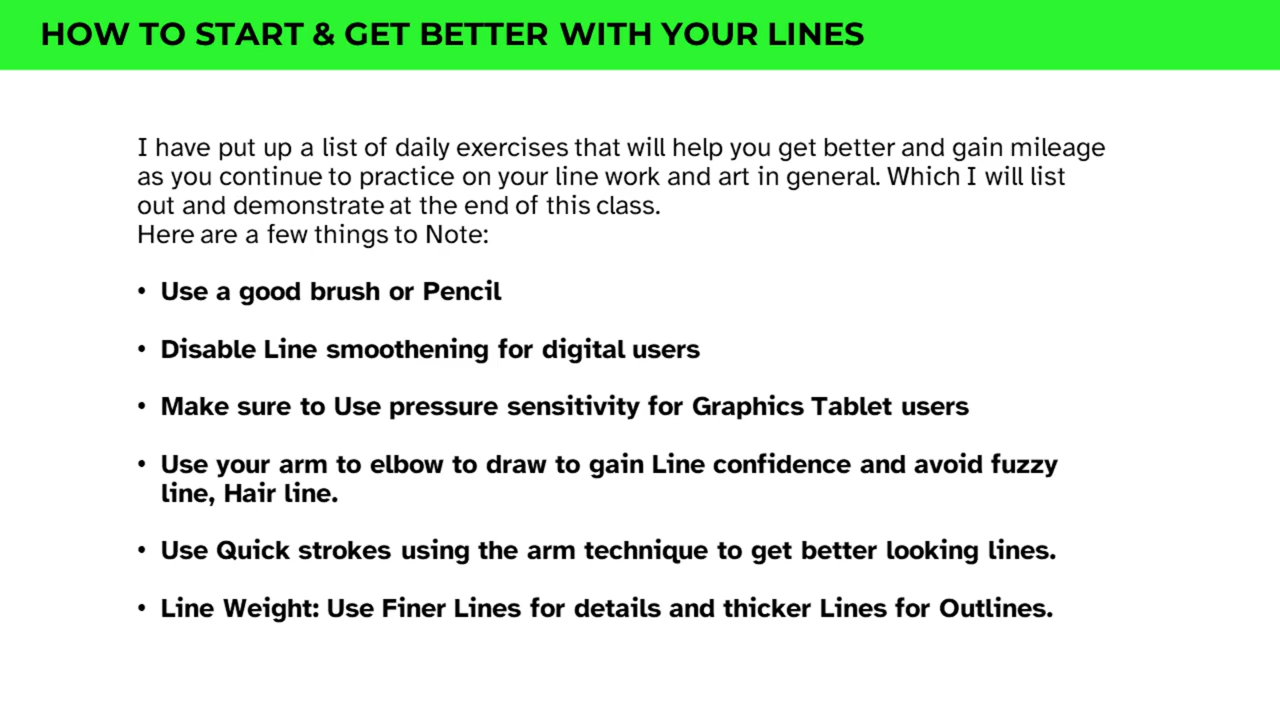 HOW TO START & GET BETTER WITH YOUR LINES
I have put up a list of daily exercises that will help you get better and gain mileage
as you continue to practice on your line work and art in general. Which I will list
out and demonstrate at the end of this class.
Here are a few things to Note:
• Use a good brush or Pencil
• Disable Line smoothening for digital users
• Make sure to Use pressure sensitivity for Graphics Tablet users
• Use your arm to elbow to draw to gain Line confidence and avoid fuzzy
line, Hair line.
• Use Quick strokes using the arm technique to get better looking lines.
• Line Weight: Use Finer Lines for details and thicker Lines for Outlines.